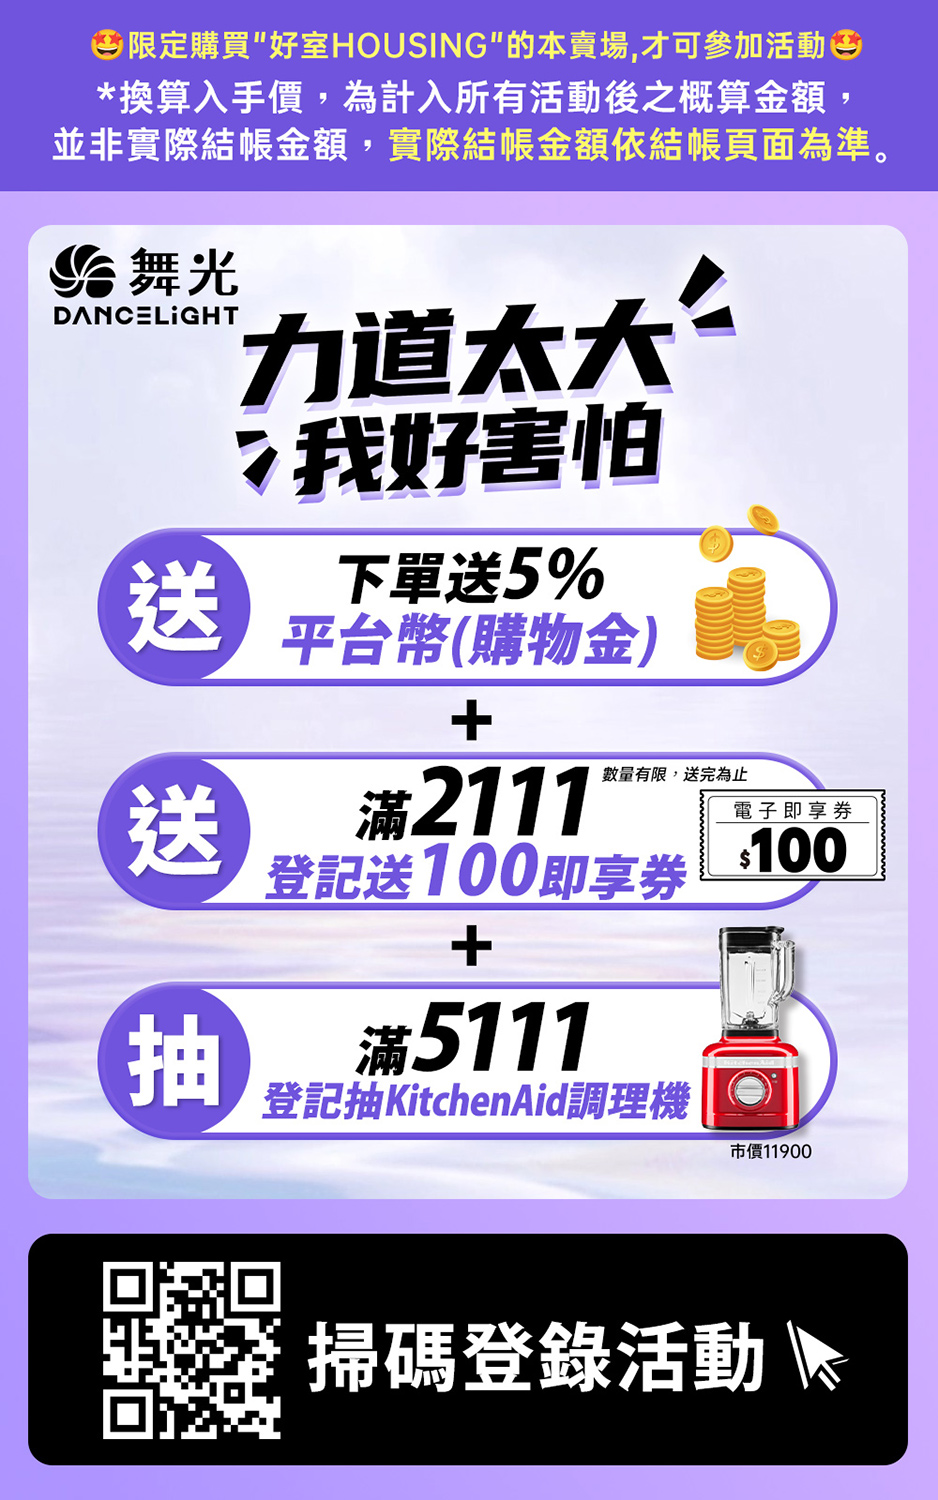 🤩限定購買"好室HOUSING"的本賣場,才可參加活動🤩
*換算入手價，為計入所有活動後之概算金額，
並非實際結帳金額，實際結帳金額依結帳頁面為準。
舞光
DANCELiGHT
力道太大
我好害怕
送
下單送5%
平台幣(購物金)
+
送
滿2111
數量有限，送完為止
登記送100即享券
電子即享券
$100
+
抽
滿5111
登記抽KitchenAid調理機
市價11900
掃碼登錄活動